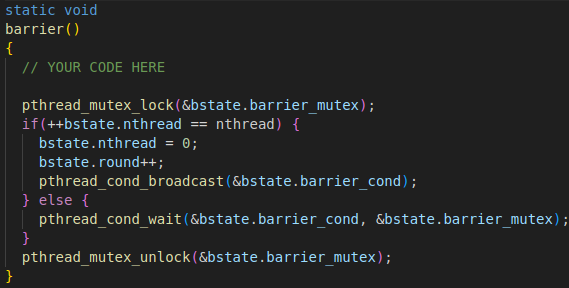 static void
barrier()
{
  // YOUR CODE HERE

  pthread_mutex_lock(&bstate.barrier_mutex);
  if(++bstate.nthread == nthread) {
    bstate.nthread = 0;
    bstate.round++;
    pthread_cond_broadcast(&bstate.barrier_cond);
  } else {
    pthread_cond_wait(&bstate.barrier_cond, &bstate.barrier_mutex);
  }
  pthread_mutex_unlock(&bstate.barrier_mutex);
}